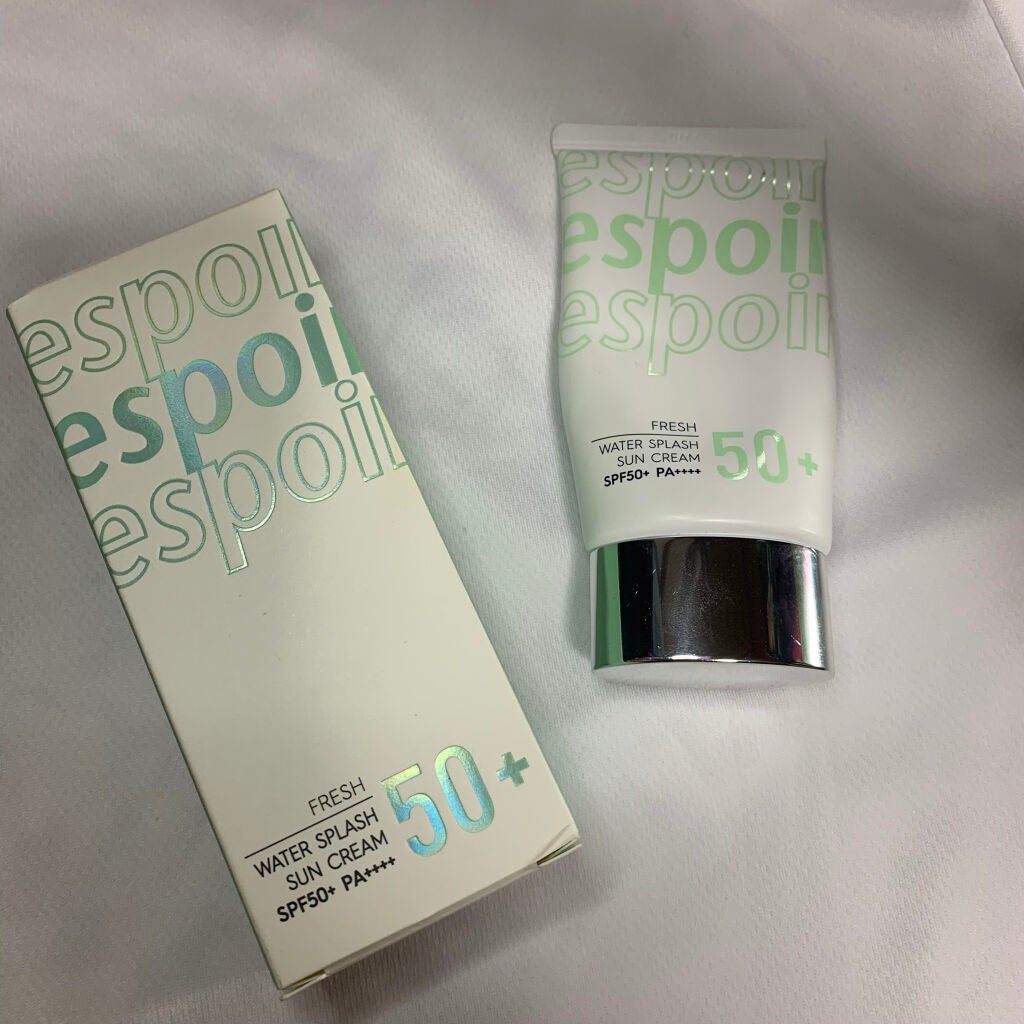 espoir
espoir
espoir
FRESH
WATER SPLASH
SUN CREAM
SPF50+ PA++++
50+
espoir
espoir
espoir
FRESH
WATER SPLASH
SUN CREAM
SPF50+ PA++++
50+